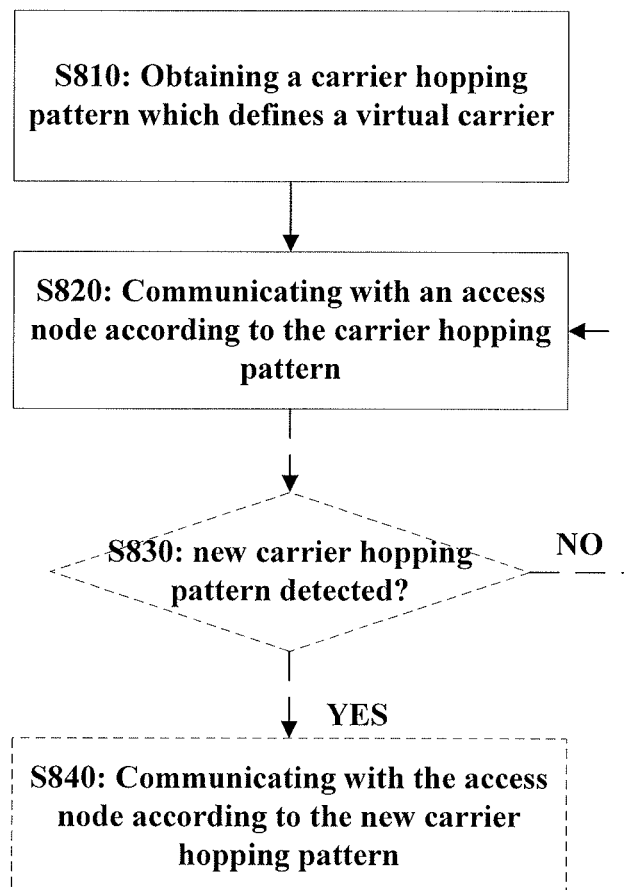 S810: Obtaining a carrier hopping
pattern which defines a virtual carrier
S820: Communicating with an access
node according to the carrier hopping
pattern
S830: new carrier hopping
pattern detected?
NO
YES
S840: Communicating with the access
node according to the new carrier
hopping pattern